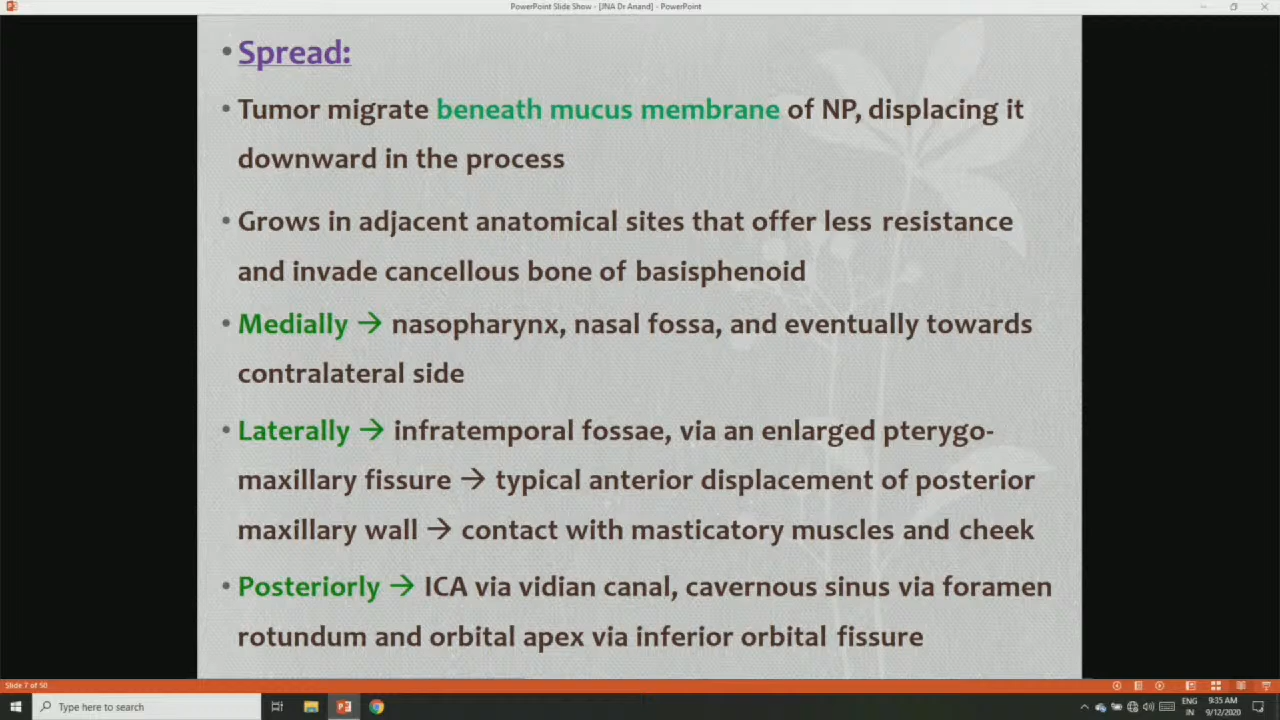 PowerPoint Slide Show - [JNA Dr Anand] - PowerPoint
• Spread:
• Tumor migrate beneath mucus membrane of NP, displacing it
downward in the process
• Grows in adjacent anatomical sites that offer less resistance
and invade cancellous bone of basisphenoid
• Medially → nasopharynx, nasal fossa, and eventually towards
contralateral side
• Laterally → infratemporal fossae, via an enlarged pterygo-
maxillary fissure → typical anterior displacement of posterior
maxillary wall → contact with masticatory muscles and cheek
• Posteriorly → ICA via vidian canal, cavernous sinus via foramen
rotundum and orbital apex via inferior orbital fissure
Slide 7 of 50
Type here to search
ENG
IN
9:35 AM
9/12/2020